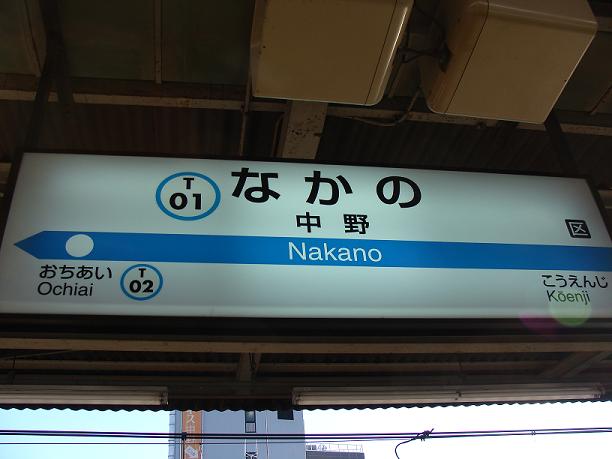 T
01
なかの
中野
区
Nakano
おちあい
Ochiai
T
02
こうえんじ
Kōenji